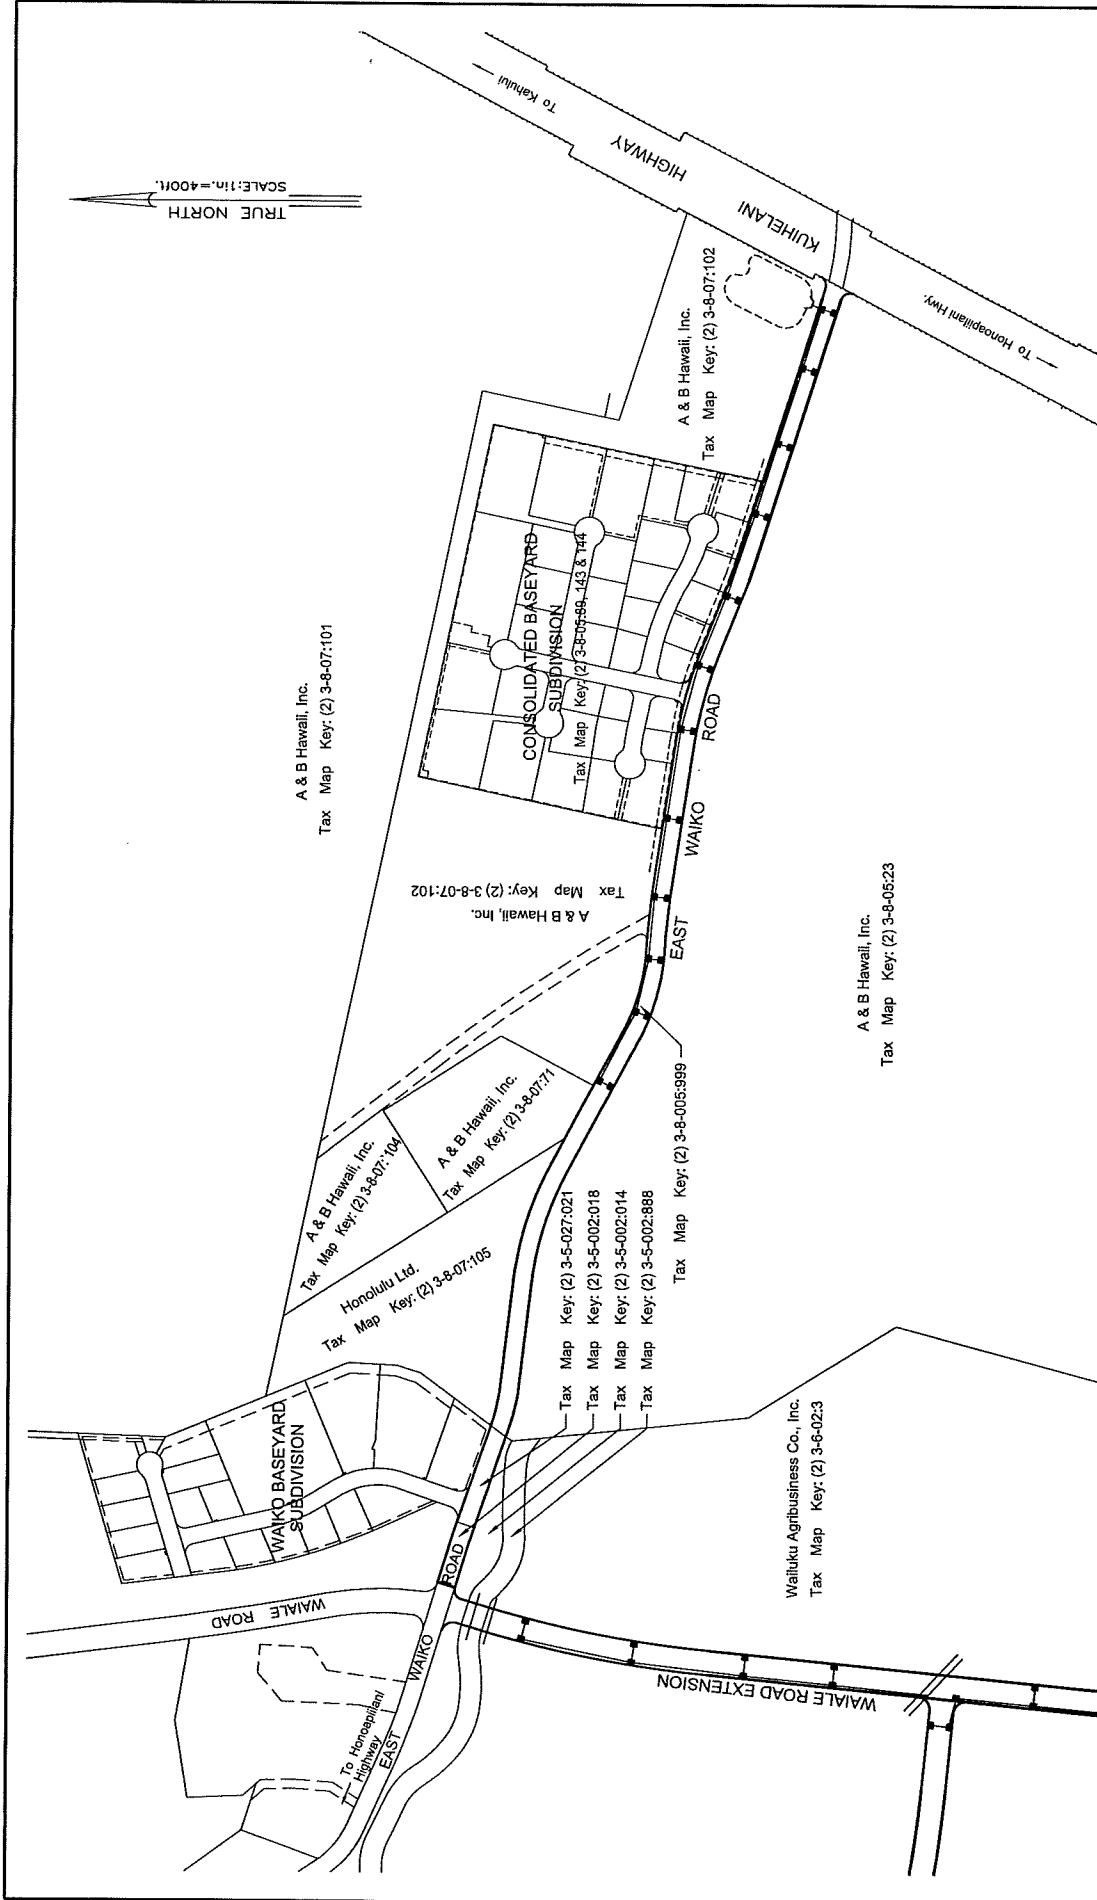 TRUE NORTH
SCALE:1in.=400ft.
To Kahului
KUIHELANI HIGHWAY
To Honoapiilani Hwy.
A & B Hawaii, Inc.
Tax Map Key: (2) 3-8-07:102
A & B Hawaii, Inc.
Tax Map Key: (2) 3-8-07:101
CONSOLIDATED BASEYARD
SUBDIVISION
Tax Map Key: (2) 3-8-05:89, 143 & 144
A & B Hawaii, Inc.
Tax Map Key: (2) 3-8-07:102
EAST WAIKO ROAD
A & B Hawaii, Inc.
Tax Map Key: (2) 3-8-05:23
A & B Hawaii, Inc.
Tax Map Key: (2) 3-8-07:104
A & B Hawaii, Inc.
Tax Map Key: (2) 3-8-07:71
Honolulu Ltd.
Tax Map Key: (2) 3-8-07:105
Tax Map Key: (2) 3-5-027:021
Tax Map Key: (2) 3-5-002:018
Tax Map Key: (2) 3-5-002:014
Tax Map Key: (2) 3-5-002:888
Tax Map Key: (2) 3-8-005:999
WAIKO BASEYARD
SUBDIVISION
WAIALE ROAD
EAST WAIKO ROAD
To Honoapiilani
Highway
WAIALE ROAD EXTENSION
Wailuku Agribusiness Co., Inc.
Tax Map Key: (2) 3-6-02:3